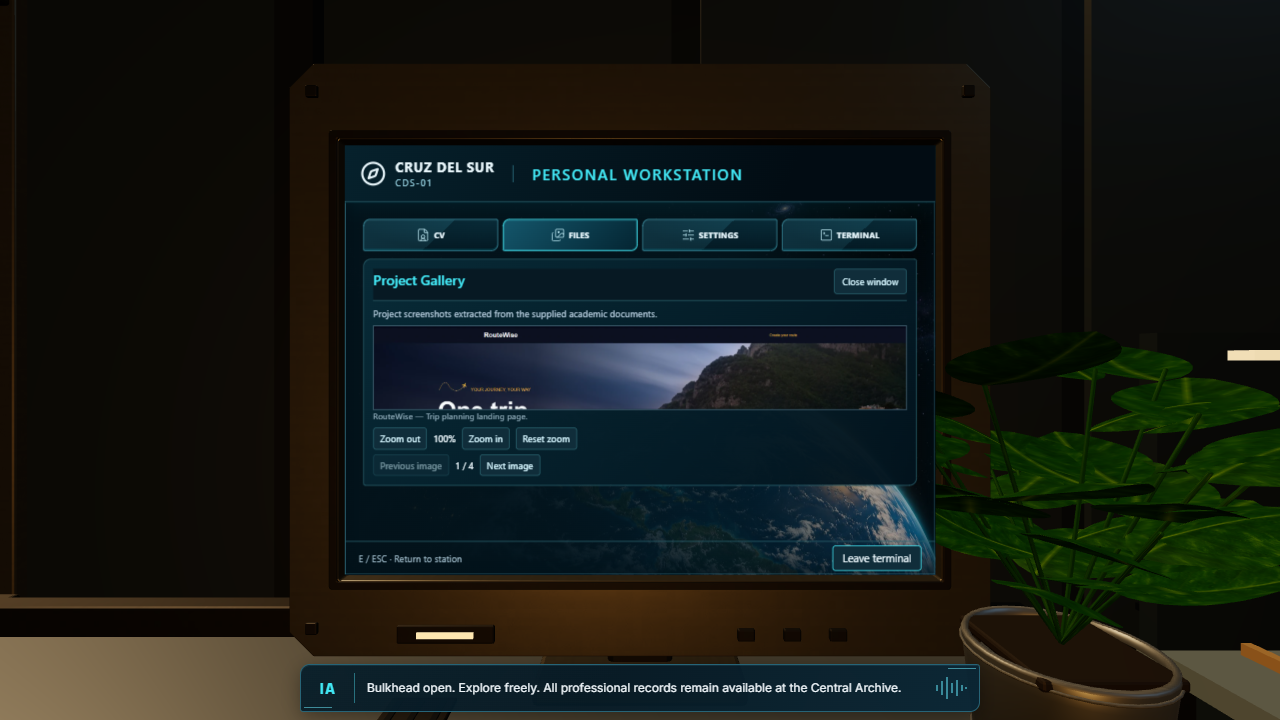 CRUZ DEL SUR
CDS-01
PERSONAL WORKSTATION
CV
FILES
SETTINGS
TERMINAL
Project Gallery
Close window
Project screenshots extracted from the supplied academic documents.
RouteWise
Create your route
YOUR JOURNEY, YOUR WAY
One trip
RouteWise — Trip planning landing page.
Zoom out
100%
Zoom in
Reset zoom
Previous image
1 / 4
Next image
E / ESC - Return to station
Leave terminal
IA
Bulkhead open. Explore freely. All professional records remain available at the Central Archive.